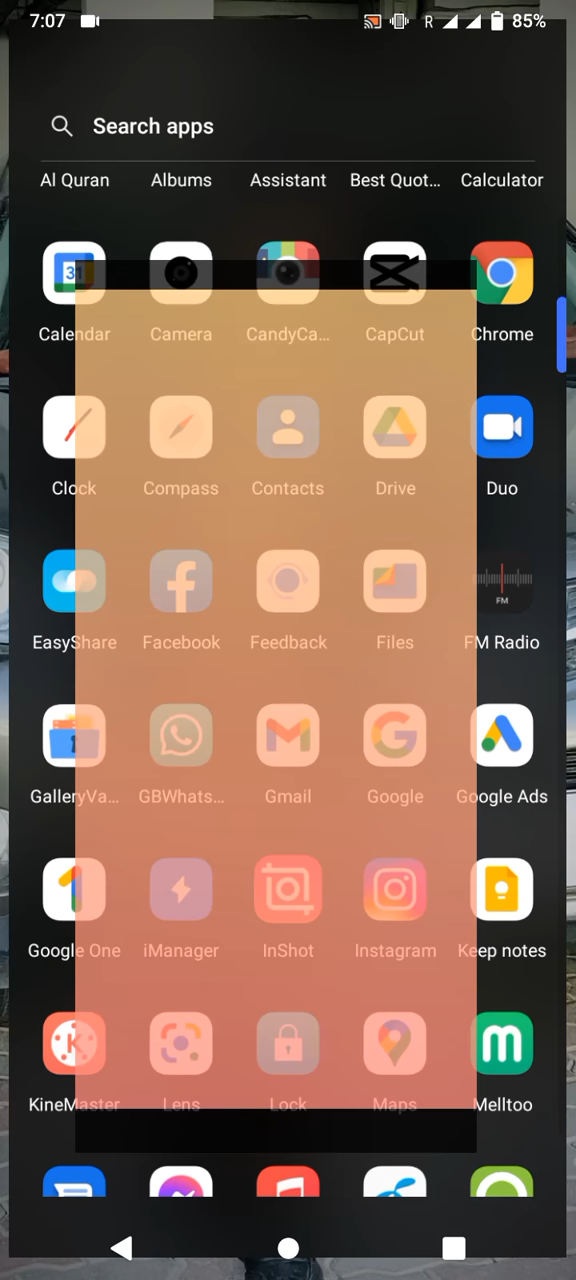 7:07 R 85%
Search apps
Al Quran Albums Assistant Best Quot... Calculator
31
Calendar Camera CandyCa... CapCut Chrome
Clock Compass Contacts Drive Duo
FM
EasyShare Facebook Feedback Files FM Radio
GalleryVa... GBWhats... Gmail Google Google Ads
Google One iManager InShot Instagram Keep notes
K
KineMaster Lens Lock Maps Melltoo